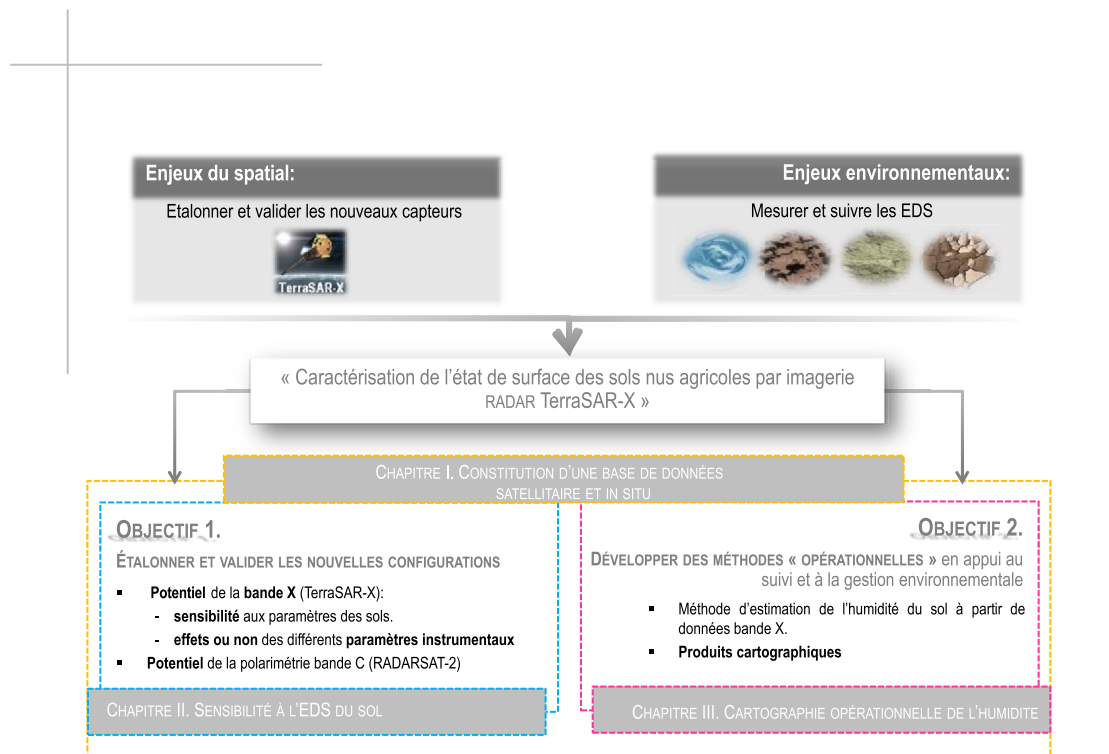 Enjeux du spatial:
Etalonner et valider les nouveaux capteurs
TerraSAR-X
Enjeux environnementaux:
Mesurer et suivre les EDS
« Caractérisation de l'état de surface des sols nus agricoles par imagerie
RADAR TerraSAR-X »
CHAPITRE I. CONSTITUTION D'UNE BASE DE DONNÉES
SATELLITAIRE ET IN SITU
OBJECTIF 1.
ÉTALONNER ET VALIDER LES NOUVELLES CONFIGURATIONS
▪ Potentiel de la bande X (TerraSAR-X):
- sensibilité aux paramètres des sols.
- effets ou non des différents paramètres instrumentaux
▪ Potentiel de la polarimétrie bande C (RADARSAT-2)
CHAPITRE II. SENSIBILITÉ À L'EDS DU SOL
OBJECTIF 2.
DÉVELOPPER DES MÉTHODES « OPÉRATIONNELLES » en appui au
suivi et à la gestion environnementale
▪ Méthode d'estimation de l'humidité du sol à partir de
données bande X.
▪ Produits cartographiques
CHAPITRE III. CARTOGRAPHIE OPÉRATIONNELLE DE L'HUMIDITE